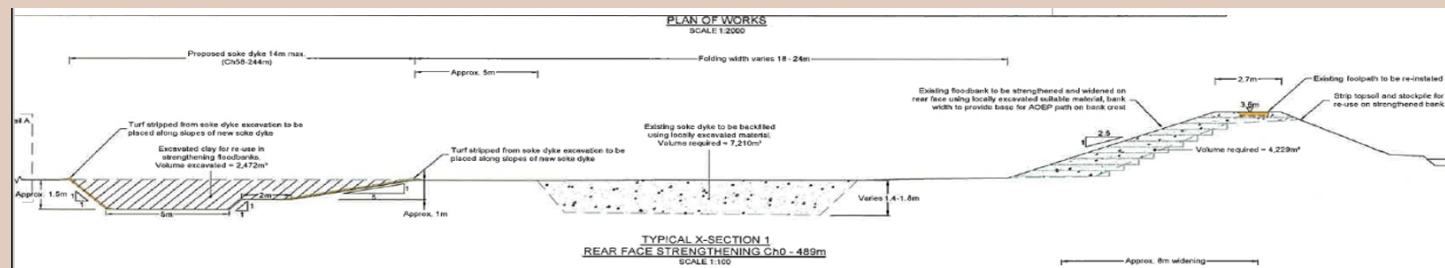 PLAN OF WORKS
SCALE 1:2000
Proposed soke dyke 14m max.
(Ch58-244m)
Folding width varies 18 - 24m
Approx. 5m
2.7m
Existing footpath to be re-instated
Existing floodbank to be strengthened and widened on
rear face using locally excavated suitable material, bank
width to provide base for AOEP path on bank crest
3.5m
Strip topsoil and stockpile for
re-use on strengthened bank
Turf stripped from soke dyke excavation to be
placed along slopes of new soke dyke
Excavated clay for re-use in
strengthening floodbanks.
Volume excavated = 2,472m³
Existing soke dyke to be backfilled
using locally excavated material.
Volume required = 7,210m³
2.5
1
Turf stripped from soke dyke excavation to be
placed along slopes of new soke dyke
Volume required = 4,229m³
Approx. 1.5m
1
1
2m
1
1
5
1
5m
Approx. 1m
Varies 1.4-1.8m
TYPICAL X-SECTION 1
REAR FACE STRENGTHENING Ch0 - 489m
SCALE 1:100
Approx. 8m widening